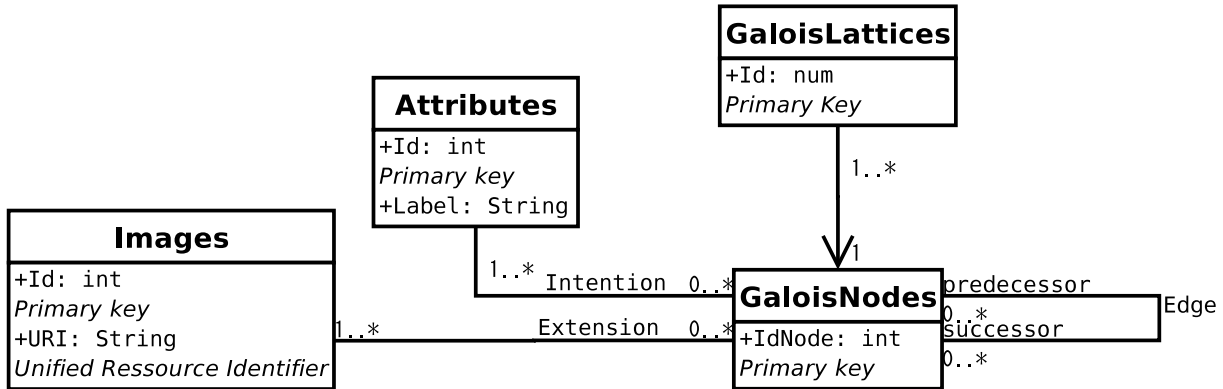 GaloisLattices
+Id: num
Primary Key
Attributes
+Id: int
Primary key
+Label: String
1..*
Images
+Id: int
Primary key
+URI: String
Unified Ressource Identifier
1..* Intention 0..*
1..* Extension 0..*
1
GaloisNodes
+IdNode: int
Primary key
predecessor
0..*
Edge
successor
0..*